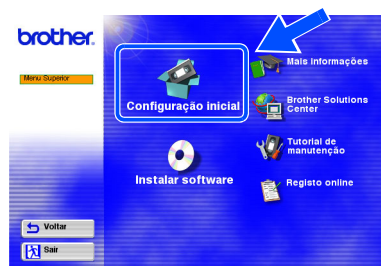 brother.
Menu Superior
Configuração inicial
Instalar software
Mais informações
Brother Solutions
Center
Tutorial de
manutenção
Registo online
Voltar
Sair